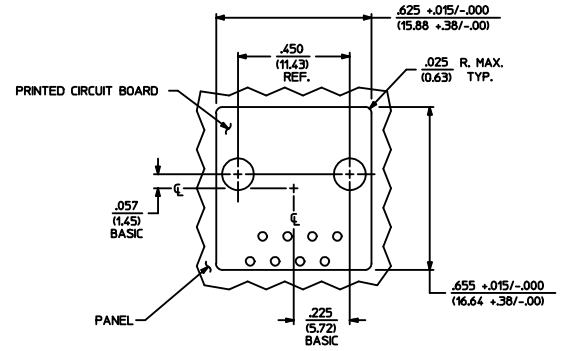 .625 +.015/-.000
(15.88 +.38/-.00)
.450
(11.43)
REF.
.025 R. MAX.
(0.63) TYP.
PRINTED CIRCUIT BOARD
.057
(1.45)
BASIC
℄
℄
.655 +.015/-.000
(16.64 +.38/-.00)
.225
(5.72)
BASIC
PANEL